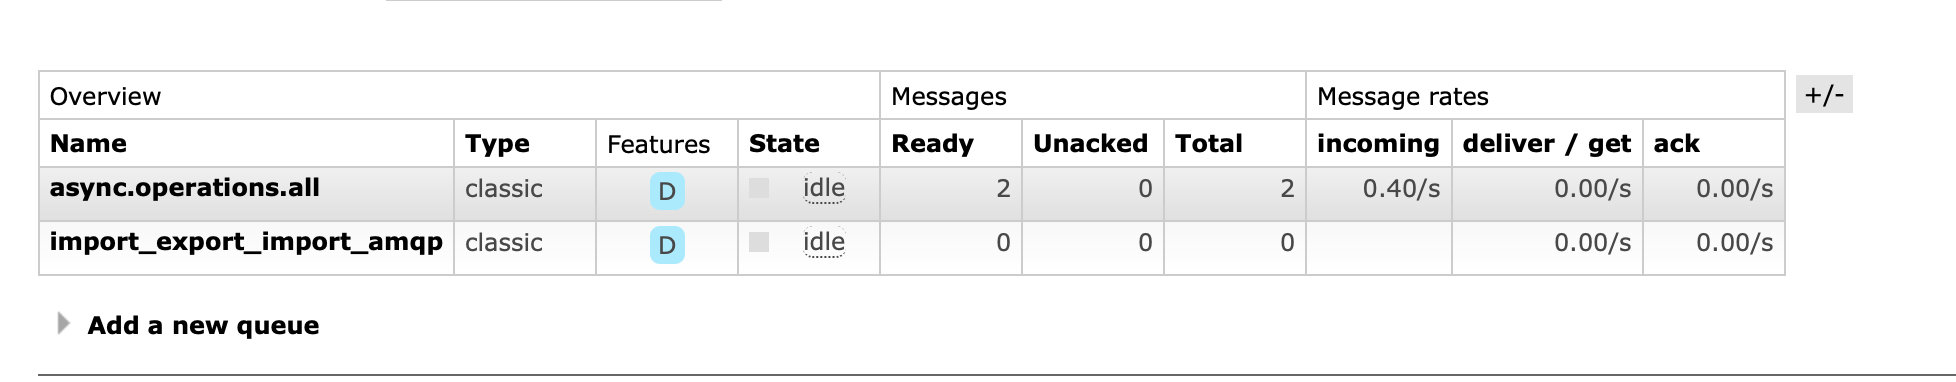 Overview Messages Message rates +/-
Name Type Features State Ready Unacked Total incoming deliver / get ack
async.operations.all classic D idle 2 0 2 0.40/s 0.00/s 0.00/s
import_export_import_amqp classic D idle 0 0 0 0.00/s 0.00/s
Add a new queue